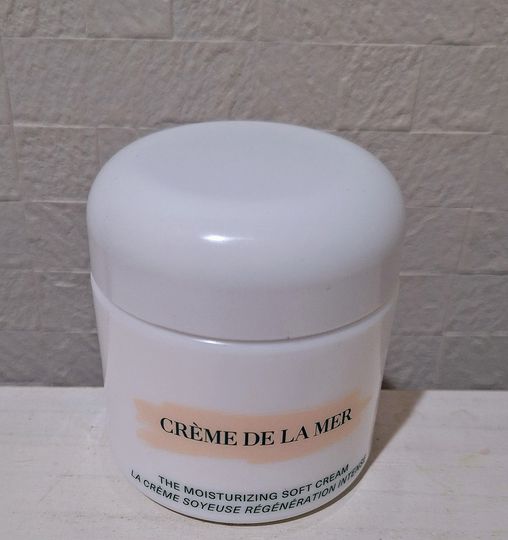 CRÈME DE LA MER
THE MOISTURIZING SOFT CREAM
LA CRÈME SOYEUSE RÉGÉNÉRATION INTENSE